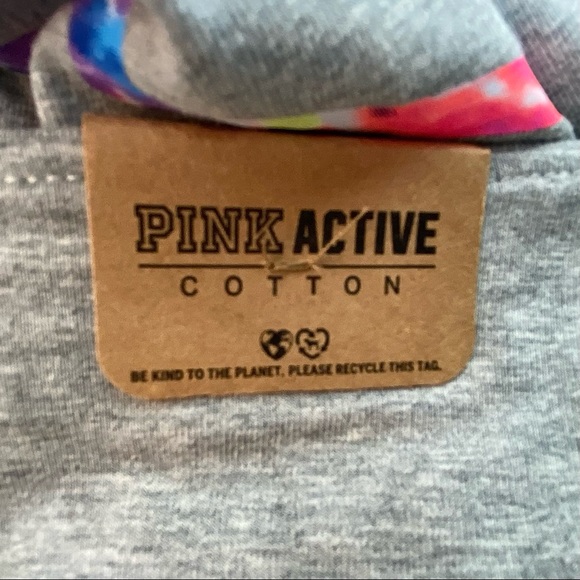 PINK ACTIVE
COTTON
BE KIND TO THE PLANET. PLEASE RECYCLE THIS TAG.